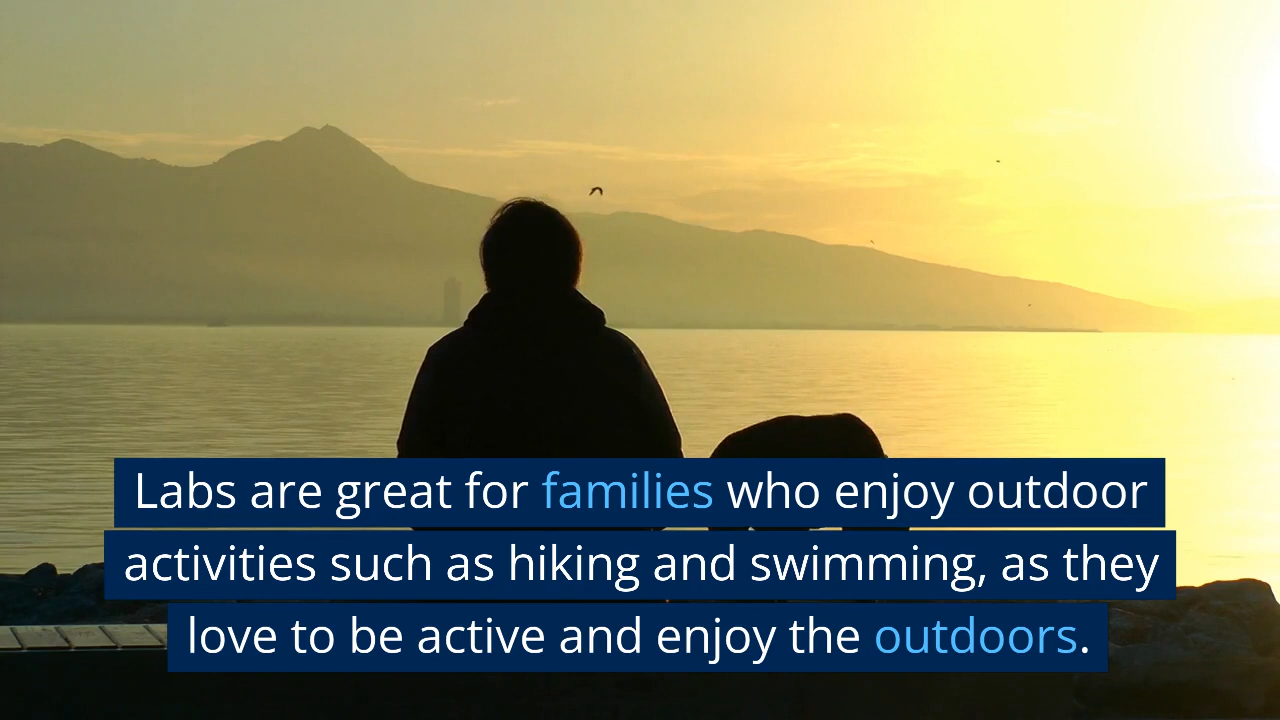 Labs are great for families who enjoy outdoor
activities such as hiking and swimming, as they
love to be active and enjoy the outdoors.